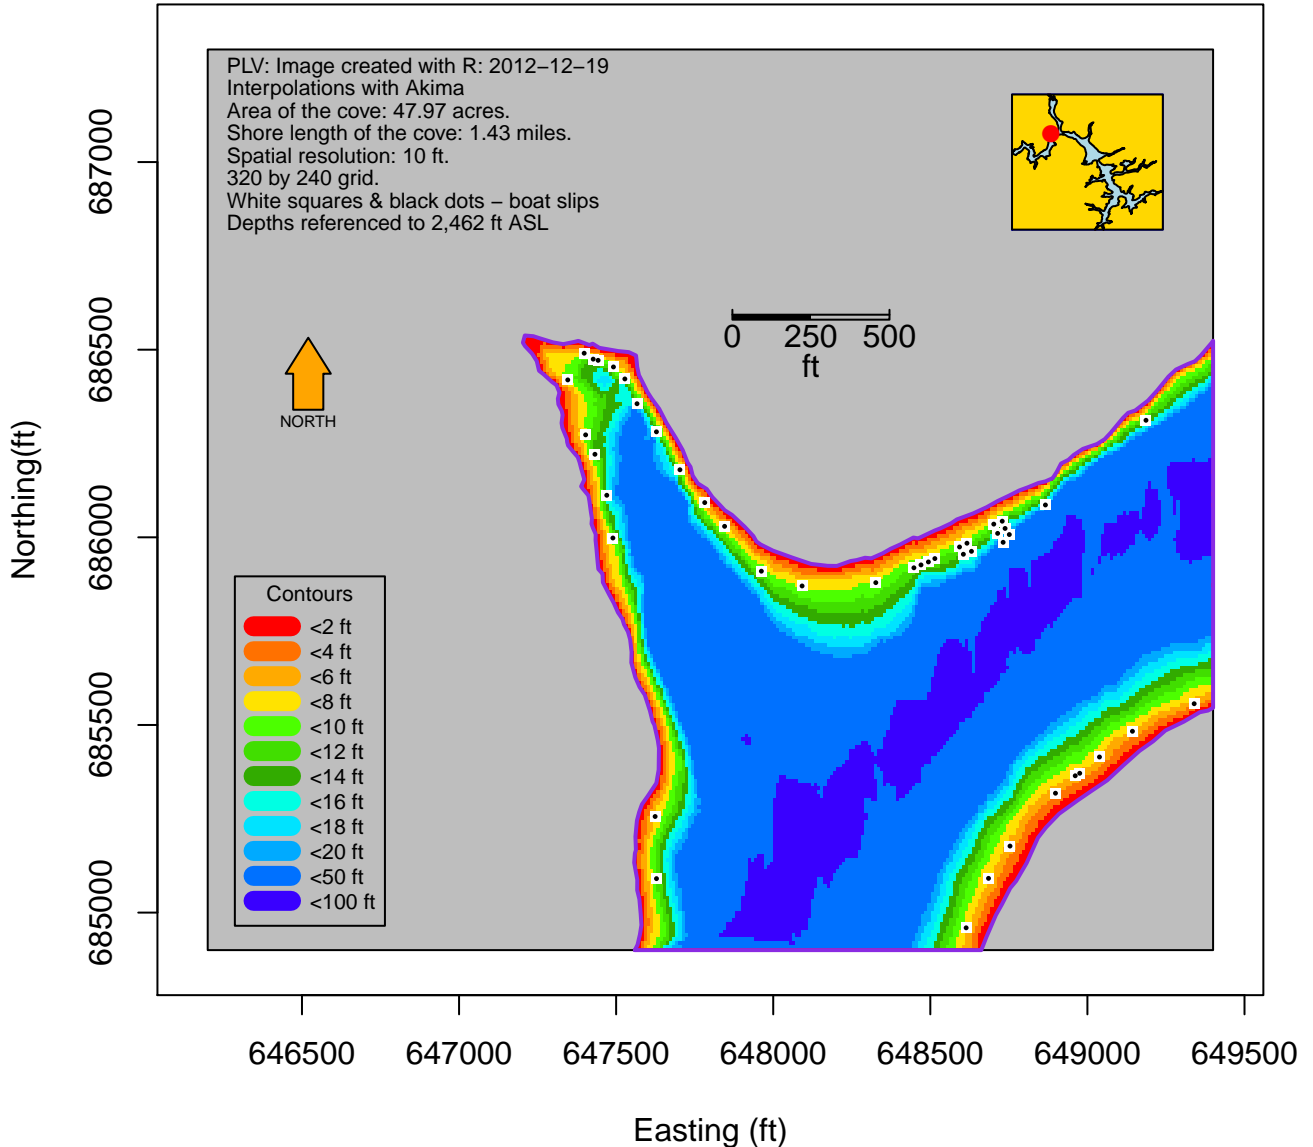 PLV: Image created with R: 2012−12−19
Interpolations with Akima
Area of the cove: 47.97 acres.
Shore length of the cove: 1.43 miles.
Spatial resolution: 10 ft.
320 by 240 grid.
White squares & black dots − boat slips
Depths referenced to 2,462 ft ASL
0 250 500
ft
NORTH
Contours
<2 ft
<4 ft
<6 ft
<8 ft
<10 ft
<12 ft
<14 ft
<16 ft
<18 ft
<20 ft
<50 ft
<100 ft
Northing(ft)
687000
686500
686000
685500
685000
646500 647000 647500 648000 648500 649000 649500
Easting (ft)